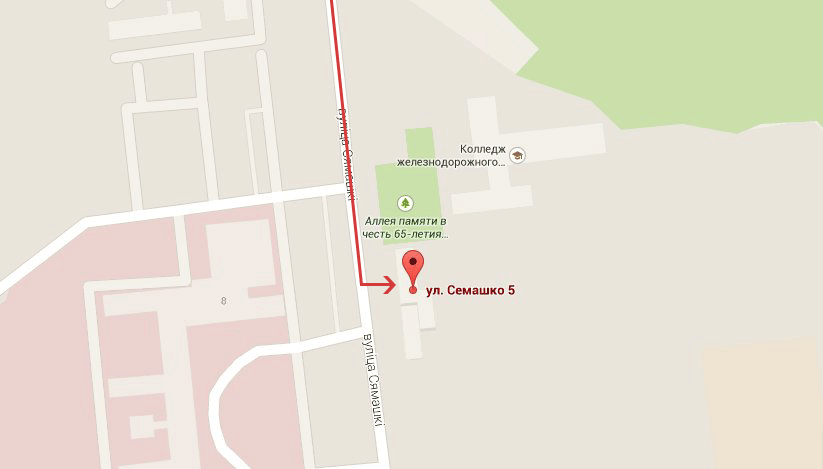 вуліца Сямашкі
Колледж
железнодорожного...
Аллея памяти в
честь 65-летия...
ул. Семашко 5
8
вуліца Сямашкі